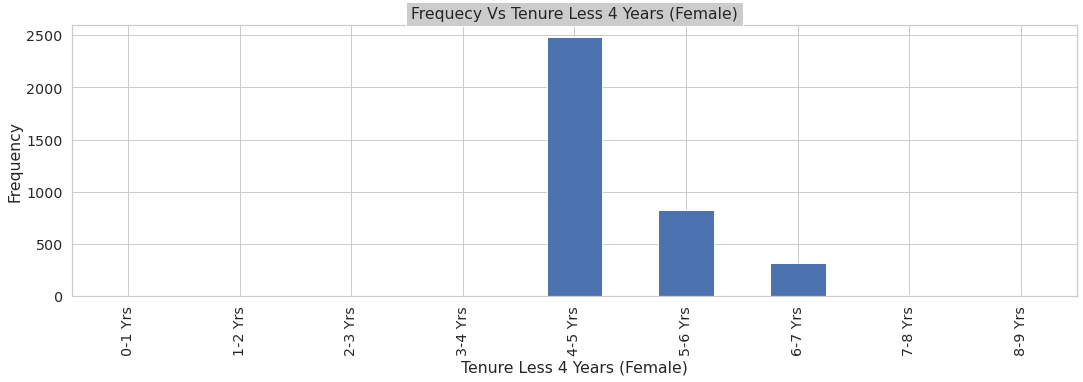 Frequecy Vs Tenure Less 4 Years (Female)
2500
2000
1500
1000
500
0
Frequency
0-1 Yrs
1-2 Yrs
2-3 Yrs
3-4 Yrs
4-5 Yrs
5-6 Yrs
6-7 Yrs
7-8 Yrs
8-9 Yrs
Tenure Less 4 Years (Female)